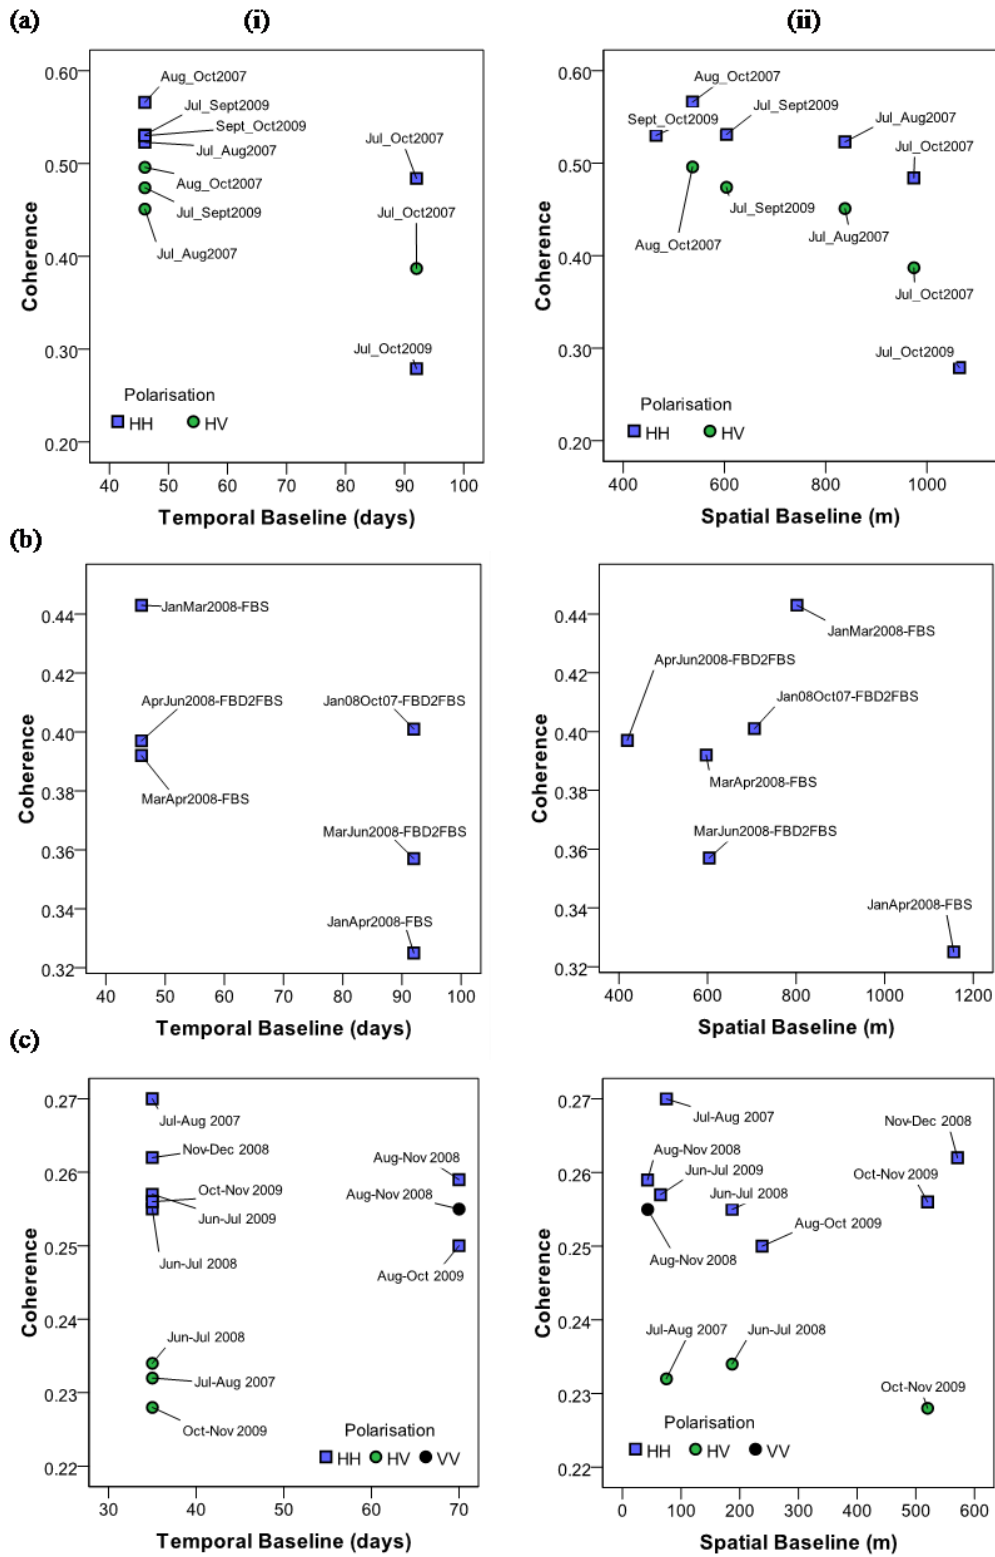 (a)
(i)
(ii)
0.60
0.50
0.40
0.30
0.20
Coherence
Aug_Oct2007
Jul_Sept2009
Sept_Oct2009
Jul_Aug2007
Aug_Oct2007
Jul_Sept2009
Jul_Aug2007
Jul_Oct2007
Jul_Oct2007
Jul_Oct2009
Polarisation
HH HV
40 50 60 70 80 90 100
Temporal Baseline (days)
0.60
0.50
0.40
0.30
0.20
Coherence
Aug_Oct2007
Sept_Oct2009
Jul_Sept2009
Jul_Aug2007
Jul_Oct2007
Jul_Sept2009
Aug_Oct2007
Jul_Aug2007
Jul_Oct2007
Jul_Oct2009
Polarisation
HH HV
400 600 800 1000
Spatial Baseline (m)
(b)
0.44
0.42
0.40
0.38
0.36
0.34
0.32
Coherence
JanMar2008-FBS
AprJun2008-FBD2FBS
Jan08Oct07-FBD2FBS
MarApr2008-FBS
MarJun2008-FBD2FBS
JanApr2008-FBS
40 50 60 70 80 90 100
Temporal Baseline (days)
0.44
0.42
0.40
0.38
0.36
0.34
0.32
Coherence
JanMar2008-FBS
AprJun2008-FBD2FBS
Jan08Oct07-FBD2FBS
MarApr2008-FBS
MarJun2008-FBD2FBS
JanApr2008-FBS
400 600 800 1000 1200
Spatial Baseline (m)
(c)
0.27
0.26
0.25
0.24
0.23
0.22
Coherence
Jul-Aug 2007
Nov-Dec 2008
Oct-Nov 2009
Jun-Jul 2009
Jun-Jul 2008
Aug-Nov 2008
Aug-Nov 2008
Aug-Oct 2009
Jun-Jul 2008
Jul-Aug 2007
Oct-Nov 2009
Polarisation
HH HV VV
30 40 50 60 70
Temporal Baseline (days)
0.27
0.26
0.25
0.24
0.23
0.22
Coherence
Jul-Aug 2007
Nov-Dec 2008
Aug-Nov 2008
Jun-Jul 2009
Oct-Nov 2009
Jun-Jul 2008
Aug-Oct 2009
Aug-Nov 2008
Jul-Aug 2007
Jun-Jul 2008
Oct-Nov 2009
Polarisation
HH HV VV
0 100 200 300 400 500 600
Spatial Baseline (m)